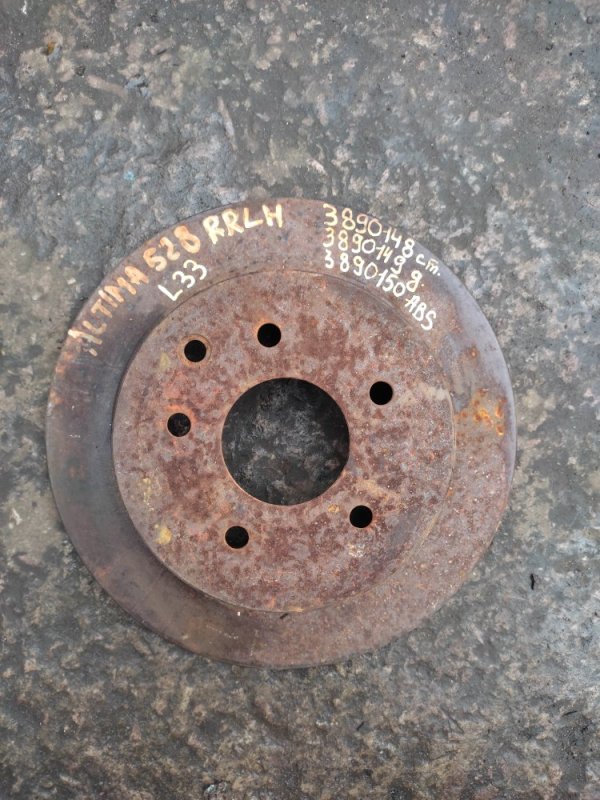 ALTIMA 528 RRLH
L33
3890148 ст.
3890149 д.
3890150 ABS